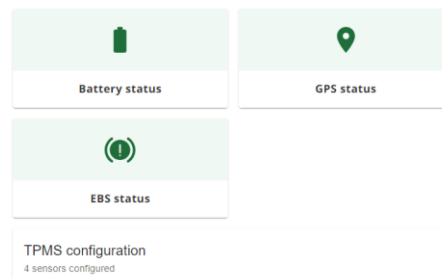 Battery status
GPS status
EBS status
TPMS configuration
4 sensors configured